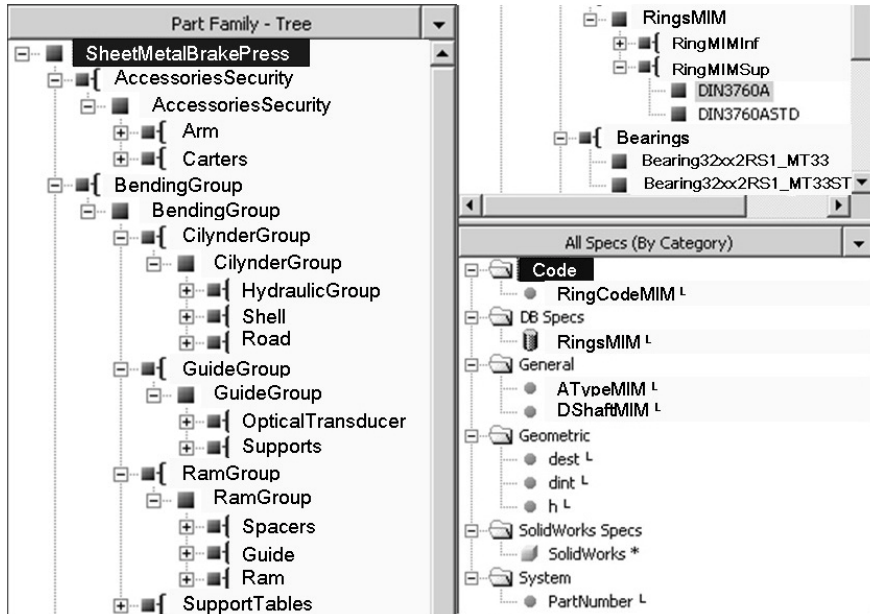 Part Family - Tree
SheetMetalBrakePress
AccessoriesSecurity
AccessoriesSecurity
Arm
Carters
BendingGroup
BendingGroup
CilynderGroup
CilynderGroup
HydraulicGroup
Shell
Road
GuideGroup
GuideGroup
OpticalTransducer
Supports
RamGroup
RamGroup
Spacers
Guide
Ram
SupportTables
RingsMIM
RingMIMInf
RingMIMSup
DIN3760A
DIN3760ASTD
Bearings
Bearing32xx2RS1_MT33
Bearing32xx2RS1_MT33ST
All Specs (By Category)
Code
RingCodeMIM L
DB Specs
RingsMIM L
General
ATypeMIM L
DShaftMIM L
Geometric
dest L
dint L
h L
SolidWorks Specs
SolidWorks *
System
PartNumber L